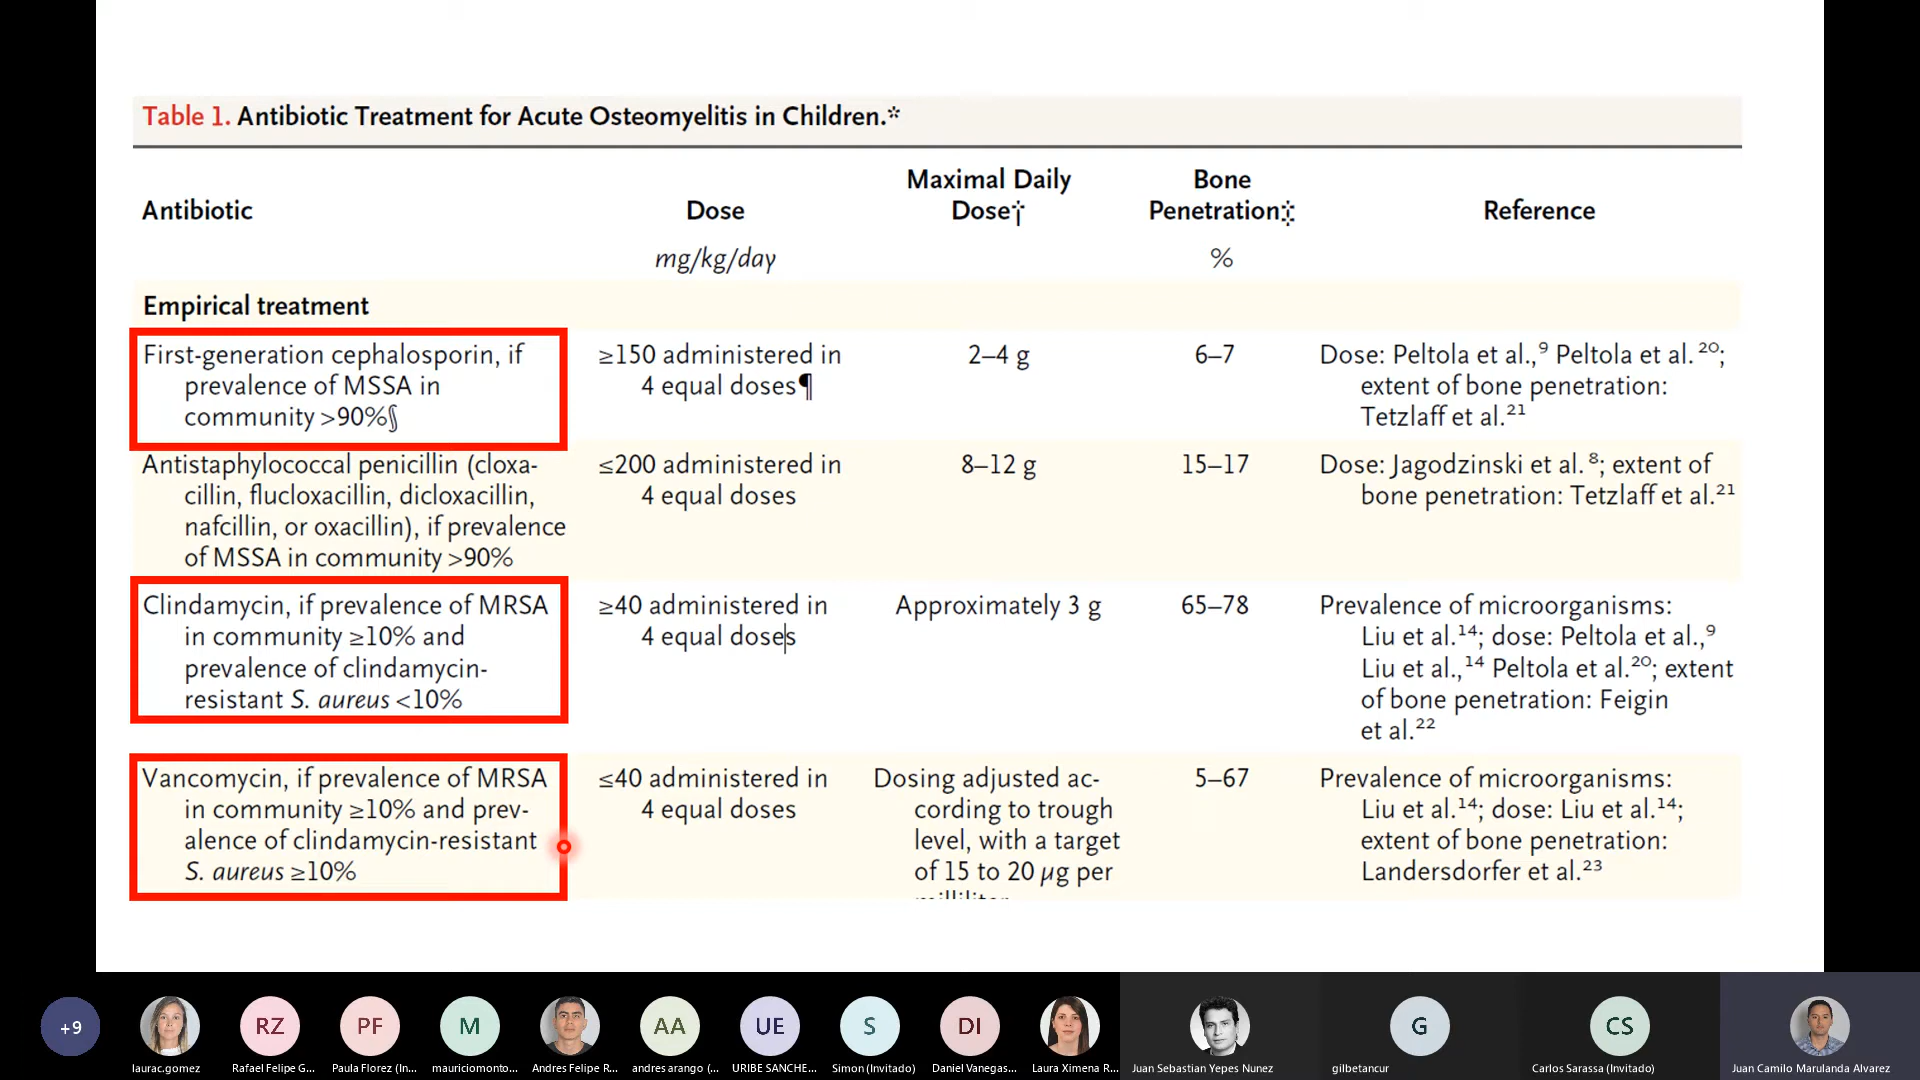 Table 1. Antibiotic Treatment for Acute Osteomyelitis in Children.*
Antibiotic
Dose
Maximal Daily
Dose†
Bone
Penetration‡
Reference
mg/kg/day
%
Empirical treatment
First-generation cephalosporin, if
prevalence of MSSA in
community >90%§
≥150 administered in
4 equal doses¶
2–4 g
6–7
Dose: Peltola et al.,⁹ Peltola et al.²⁰;
extent of bone penetration:
Tetzlaff et al.²¹
Antistaphylococcal penicillin (cloxa-
cillin, flucloxacillin, dicloxacillin,
nafcillin, or oxacillin), if prevalence
of MSSA in community >90%
≤200 administered in
4 equal doses
8–12 g
15–17
Dose: Jagodzinski et al.⁸; extent of
bone penetration: Tetzlaff et al.²¹
Clindamycin, if prevalence of MRSA
in community ≥10% and
prevalence of clindamycin-
resistant S. aureus <10%
≥40 administered in
4 equal doses
Approximately 3 g
65–78
Prevalence of microorganisms:
Liu et al.¹⁴; dose: Peltola et al.,⁹
Liu et al.,¹⁴ Peltola et al.²⁰; extent
of bone penetration: Feigin
et al.²²
Vancomycin, if prevalence of MRSA
in community ≥10% and prev-
alence of clindamycin-resistant
S. aureus ≥10%
≤40 administered in
4 equal doses
Dosing adjusted ac-
cording to trough
level, with a target
of 15 to 20 µg per
5–67
Prevalence of microorganisms:
Liu et al.¹⁴; dose: Liu et al.¹⁴;
extent of bone penetration:
Landersdorfer et al.²³
+9
RZ
PF
M
AA
UE
S
DI
G
CS
laurac.gomez
Rafael Felipe G...
Paula Florez (In...
mauriciomonto...
Andres Felipe R...
andres arango (...
URIBE SANCHE...
Simon (Invitado)
Daniel Vanegas...
Laura Ximena R...
Juan Sebastian Yepes Nunez
gilbetancur
Carlos Sarassa (Invitado)
Juan Camilo Marulanda Alvarez